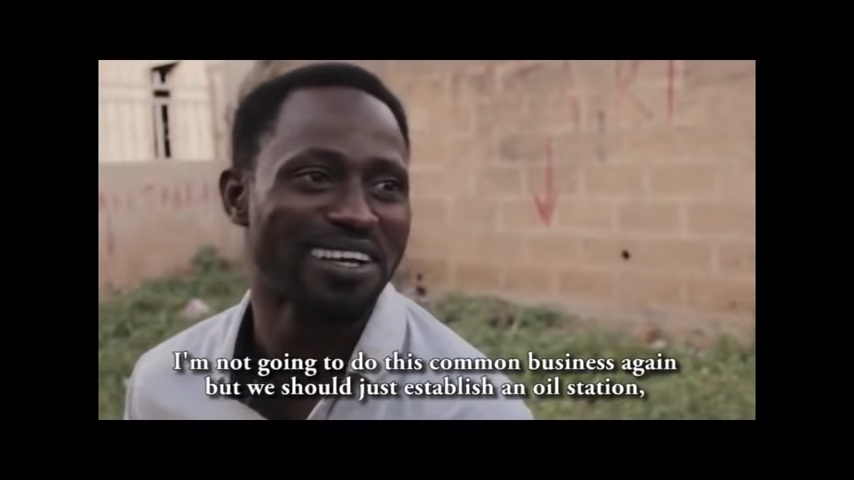 I'm not going to do this common business again
but we should just establish an oil station,